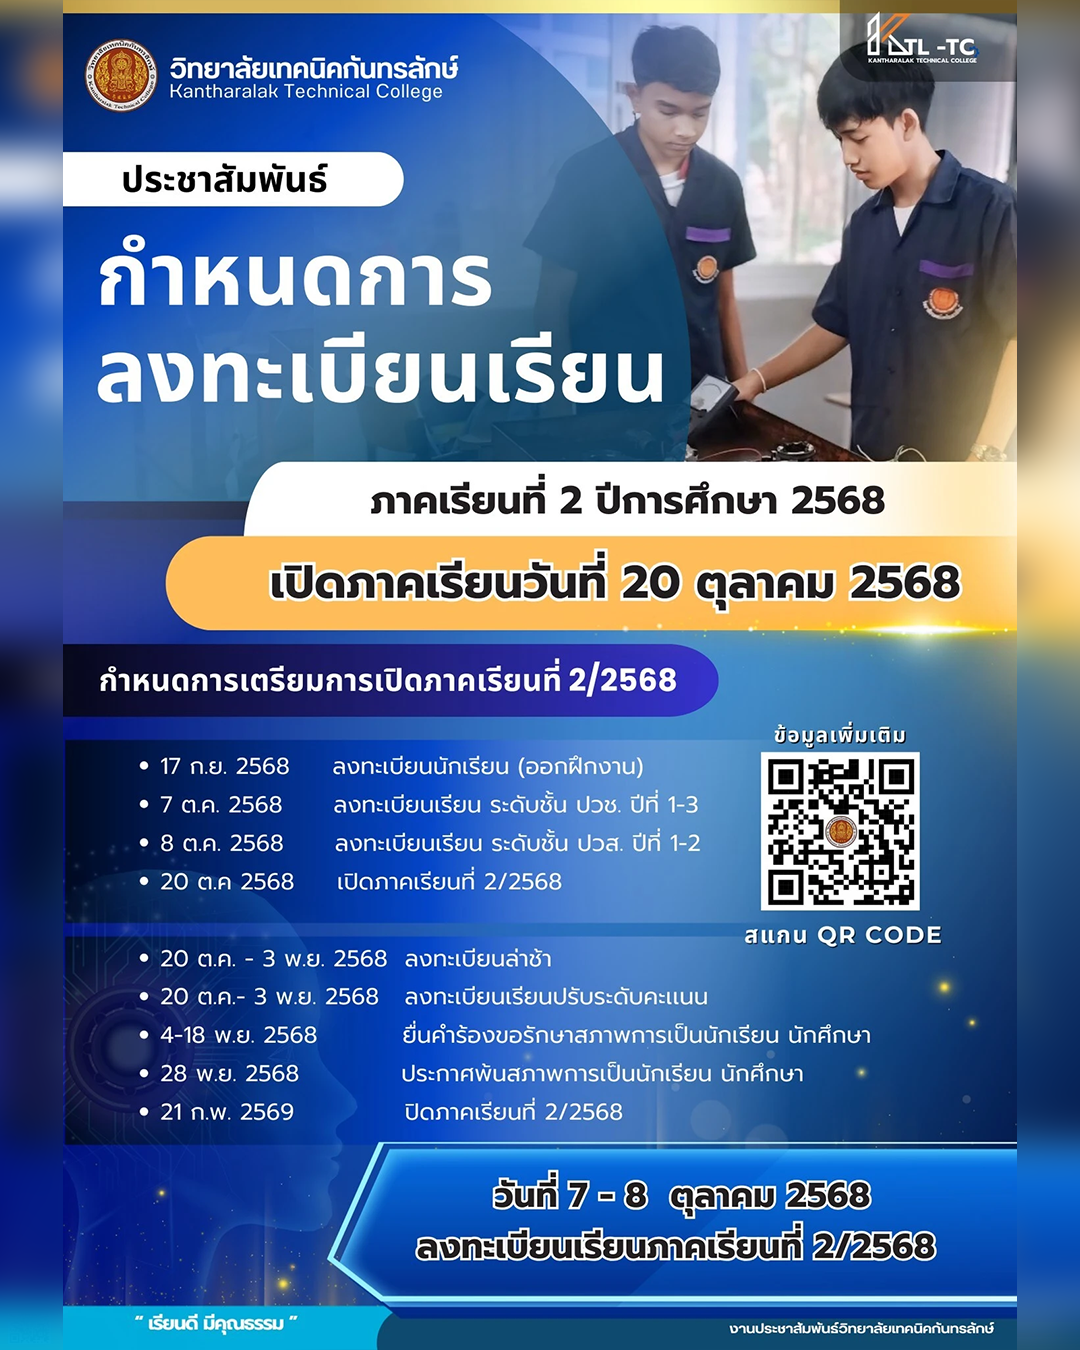 วิทยาลัยเทคนิคกันทรลักษ์
Kantharalak Technical College
KTL -TC
KANTHARALAK TECHNICAL COLLEGE
ประชาสัมพันธ์
กำหนดการ
ลงทะเบียนเรียน
ภาคเรียนที่ 2 ปีการศึกษา 2568
เปิดภาคเรียนวันที่ 20 ตุลาคม 2568
กำหนดการเตรียมการเปิดภาคเรียนที่ 2/2568
• 17 ก.ย. 2568 ลงทะเบียนนักเรียน (ออกฝึกงาน)
• 7 ต.ค. 2568 ลงทะเบียนเรียน ระดับชั้น ปวช. ปีที่ 1-3
• 8 ต.ค. 2568 ลงทะเบียนเรียน ระดับชั้น ปวส. ปีที่ 1-2
• 20 ต.ค 2568 เปิดภาคเรียนที่ 2/2568
ข้อมูลเพิ่มเติม
สแกน QR CODE
• 20 ต.ค. - 3 พ.ย. 2568 ลงทะเบียนล่าช้า
• 20 ต.ค.- 3 พ.ย. 2568 ลงทะเบียนเรียนปรับระดับคะแนน
• 4-18 พ.ย. 2568 ยื่นคำร้องขอรักษาสภาพการเป็นนักเรียน นักศึกษา
• 28 พ.ย. 2568 ประกาศพ้นสภาพการเป็นนักเรียน นักศึกษา
• 21 ก.พ. 2569 ปิดภาคเรียนที่ 2/2568
วันที่ 7 - 8 ตุลาคม 2568
ลงทะเบียนเรียนภาคเรียนที่ 2/2568
" เรียนดี มีคุณธรรม "
งานประชาสัมพันธ์วิทยาลัยเทคนิคกันทรลักษ์